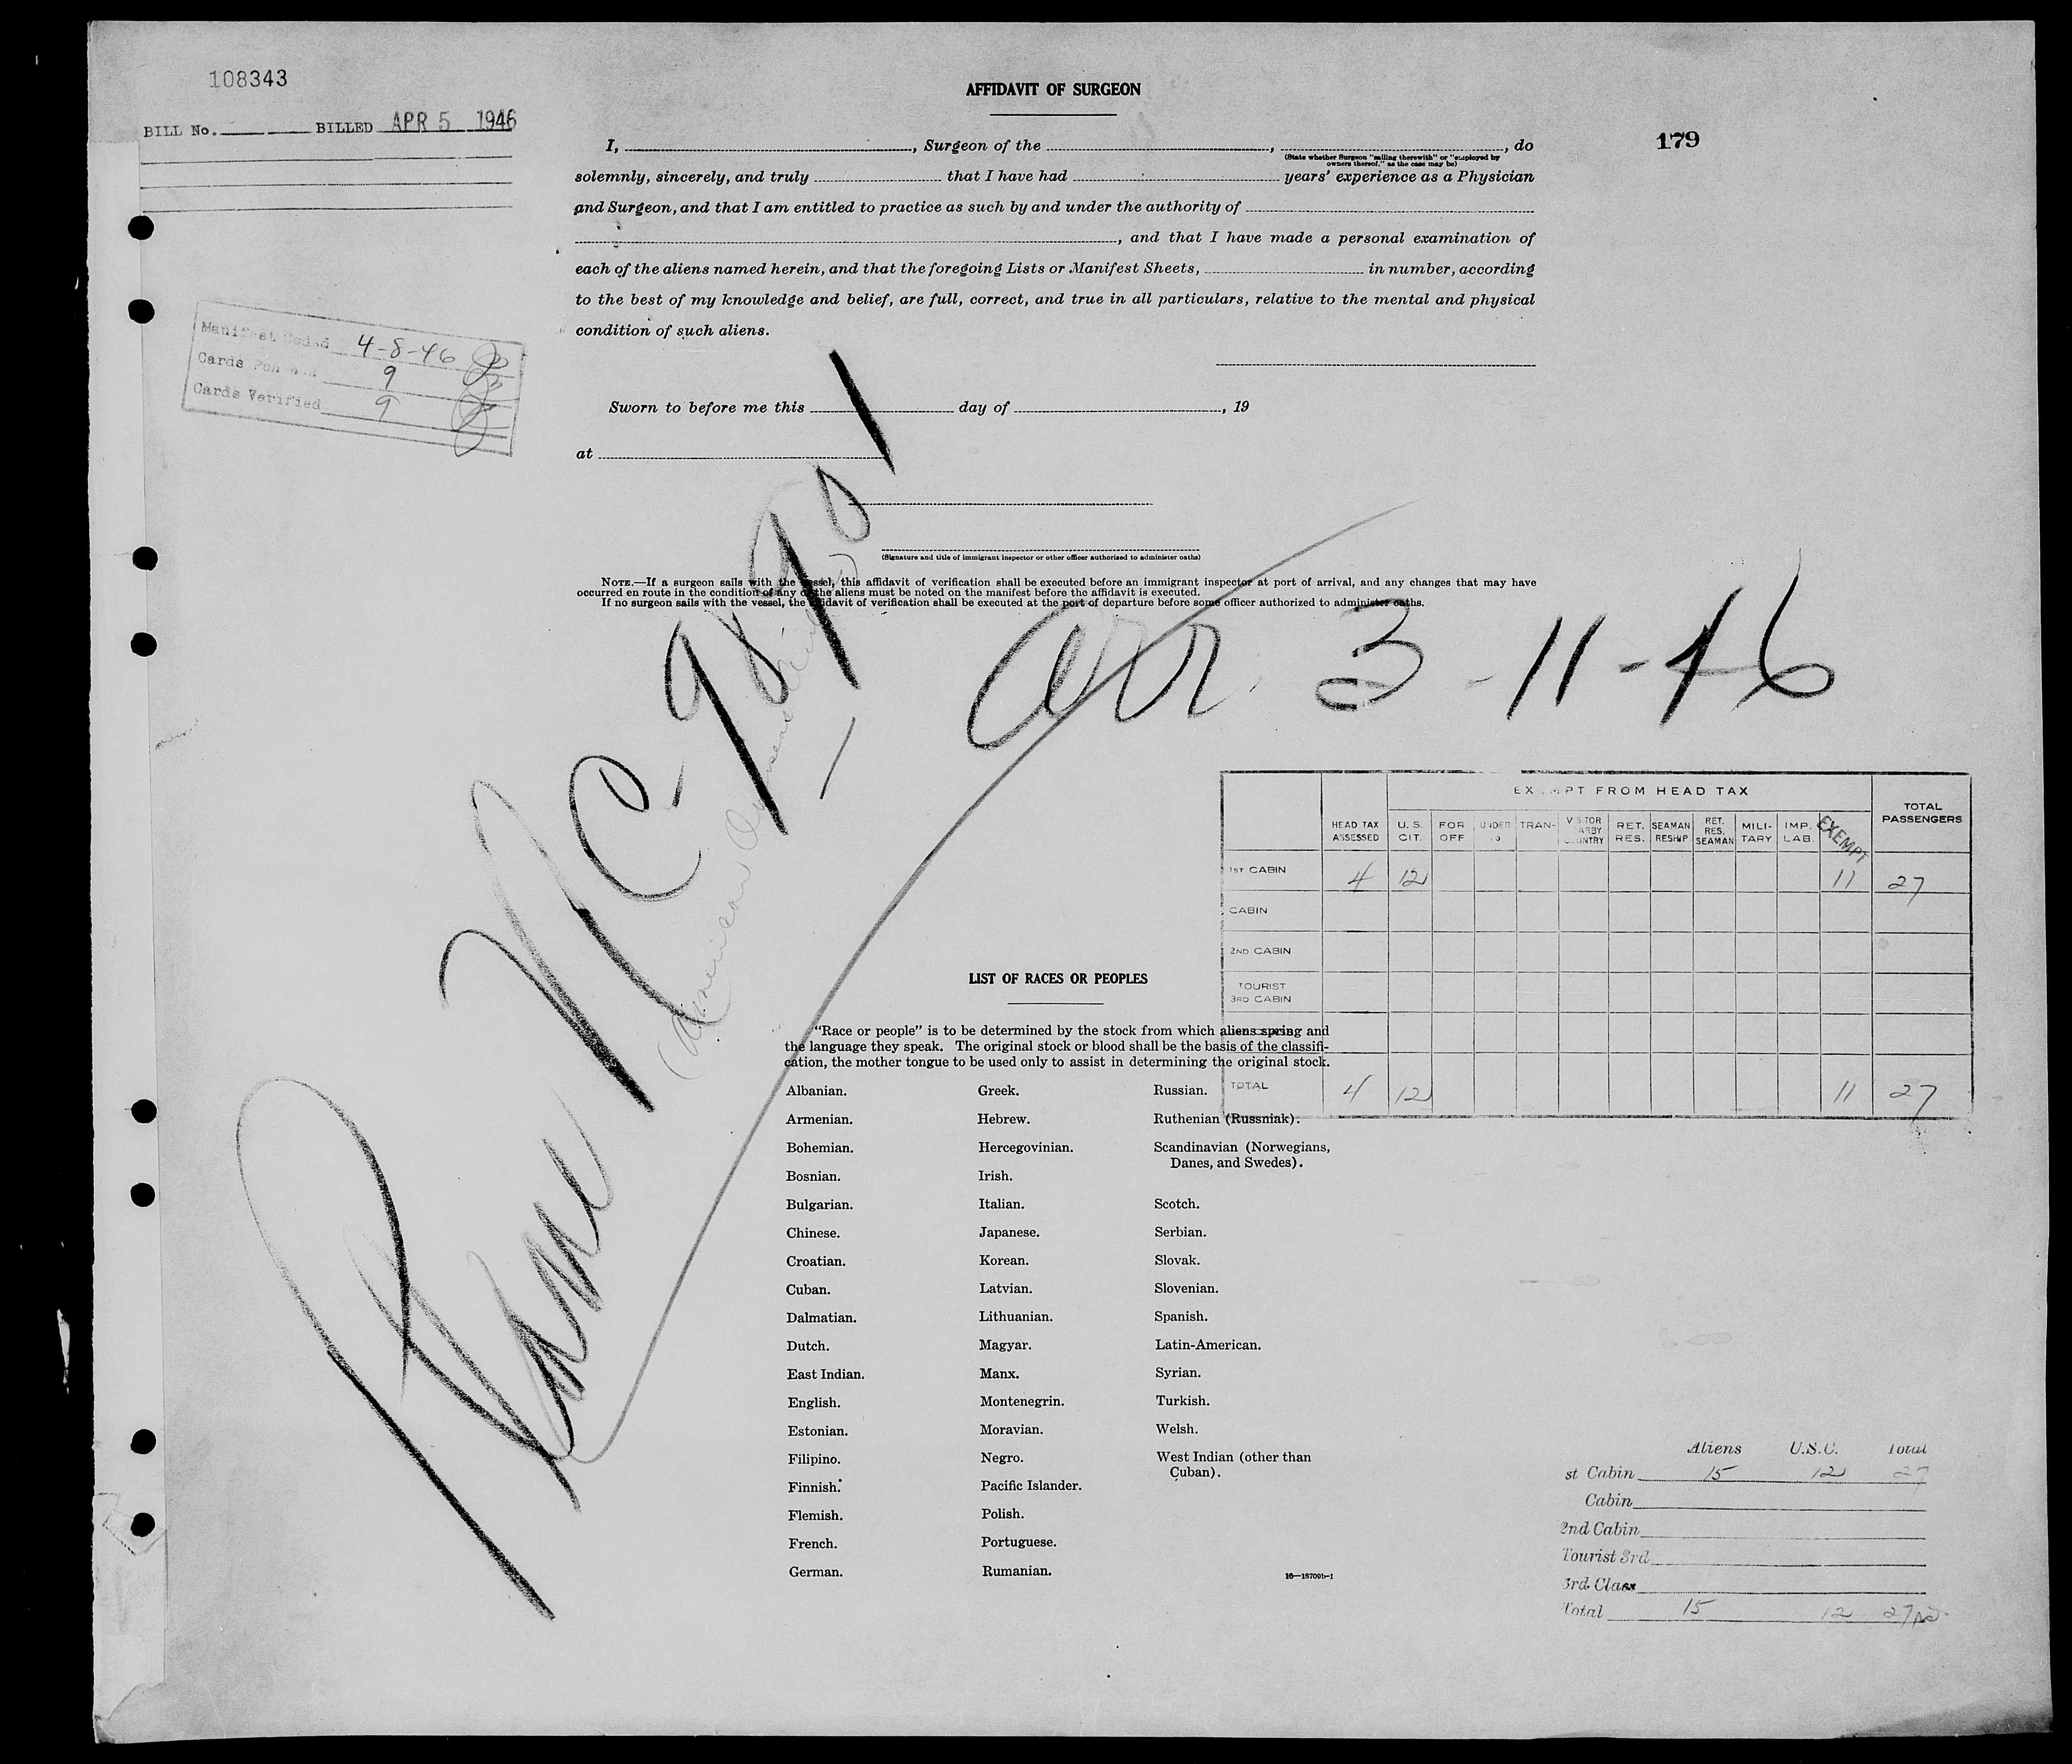 108343
BILL No. BILLED APR 5 1946
179
AFFIDAVIT OF SURGEON
I, , Surgeon of the , , do
(State whether Surgeon "sailing therewith" or "employed by
owners thereof," as the case may be)
solemnly, sincerely, and truly that I have had years' experience as a Physician
and Surgeon, and that I am entitled to practice as such by and under the authority of
, and that I have made a personal examination of
each of the aliens named herein, and that the foregoing Lists or Manifest Sheets, in number, according
to the best of my knowledge and belief, are full, correct, and true in all particulars, relative to the mental and physical
condition of such aliens.
Manifest Coded 4-8-46
Cards Punched 9
Cards Verified 9
Sworn to before me this day of , 19
at
(Signature and title of immigrant inspector or other officer authorized to administer oaths)
NOTE.—If a surgeon sails with the vessel, this affidavit of verification shall be executed before an immigrant inspector at port of arrival, and any changes that may have
occurred en route in the condition of any of the aliens must be noted on the manifest before the affidavit is executed.
If no surgeon sails with the vessel, the affidavit of verification shall be executed at the port of departure before some officer authorized to administer oaths.
Plane NC-98901
(American Overseas Airlines)
arr. 3-11-46
EXEMPT FROM HEAD TAX
HEAD TAX ASSESSED U. S. CIT. FOR OFF UNDER 16 TRAN- VISTOR ARBY COUNTRY RET. RES. SEAMAN RESHIP RET. RES. SEAMAN MILI- TARY IMP. LAB. EXEMPT TOTAL PASSENGERS
1ST CABIN 4 12 11 27
CABIN
2ND CABIN
TOURIST
3RD CABIN
TOTAL 4 12 11 27
LIST OF RACES OR PEOPLES
"Race or people" is to be determined by the stock from which aliens spring and
the language they speak. The original stock or blood shall be the basis of the classifi-
cation, the mother tongue to be used only to assist in determining the original stock.
Albanian. Greek. Russian.
Armenian. Hebrew. Ruthenian (Russniak).
Bohemian. Hercegovinian. Scandinavian (Norwegians,
Danes, and Swedes).
Bosnian. Irish.
Bulgarian. Italian. Scotch.
Chinese. Japanese. Serbian.
Croatian. Korean. Slovak.
Cuban. Latvian. Slovenian.
Dalmatian. Lithuanian. Spanish.
Dutch. Magyar. Latin-American.
East Indian. Manx. Syrian.
English. Montenegrin. Turkish.
Estonian. Moravian. Welsh.
Filipino. Negro. West Indian (other than
Cuban).
Finnish. Pacific Islander.
Flemish. Polish.
French. Portuguese.
German. Rumanian.
16—18709b-1
Aliens U.S.C. Total
st Cabin 15 12 27
Cabin
2nd Cabin
Tourist 3rd
3rd Class
Total 15 12 27